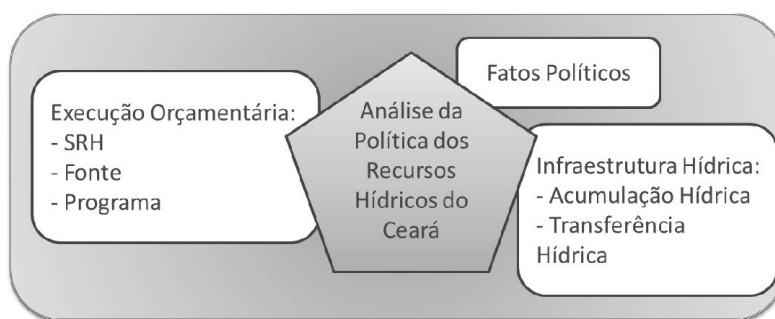 Execução Orçamentária:
- SRH
- Fonte
- Programa
Análise da
Política dos
Recursos
Hídricos do
Ceará
Fatos Políticos
Infraestrutura Hídrica:
- Acumulação Hídrica
- Transferência
Hídrica